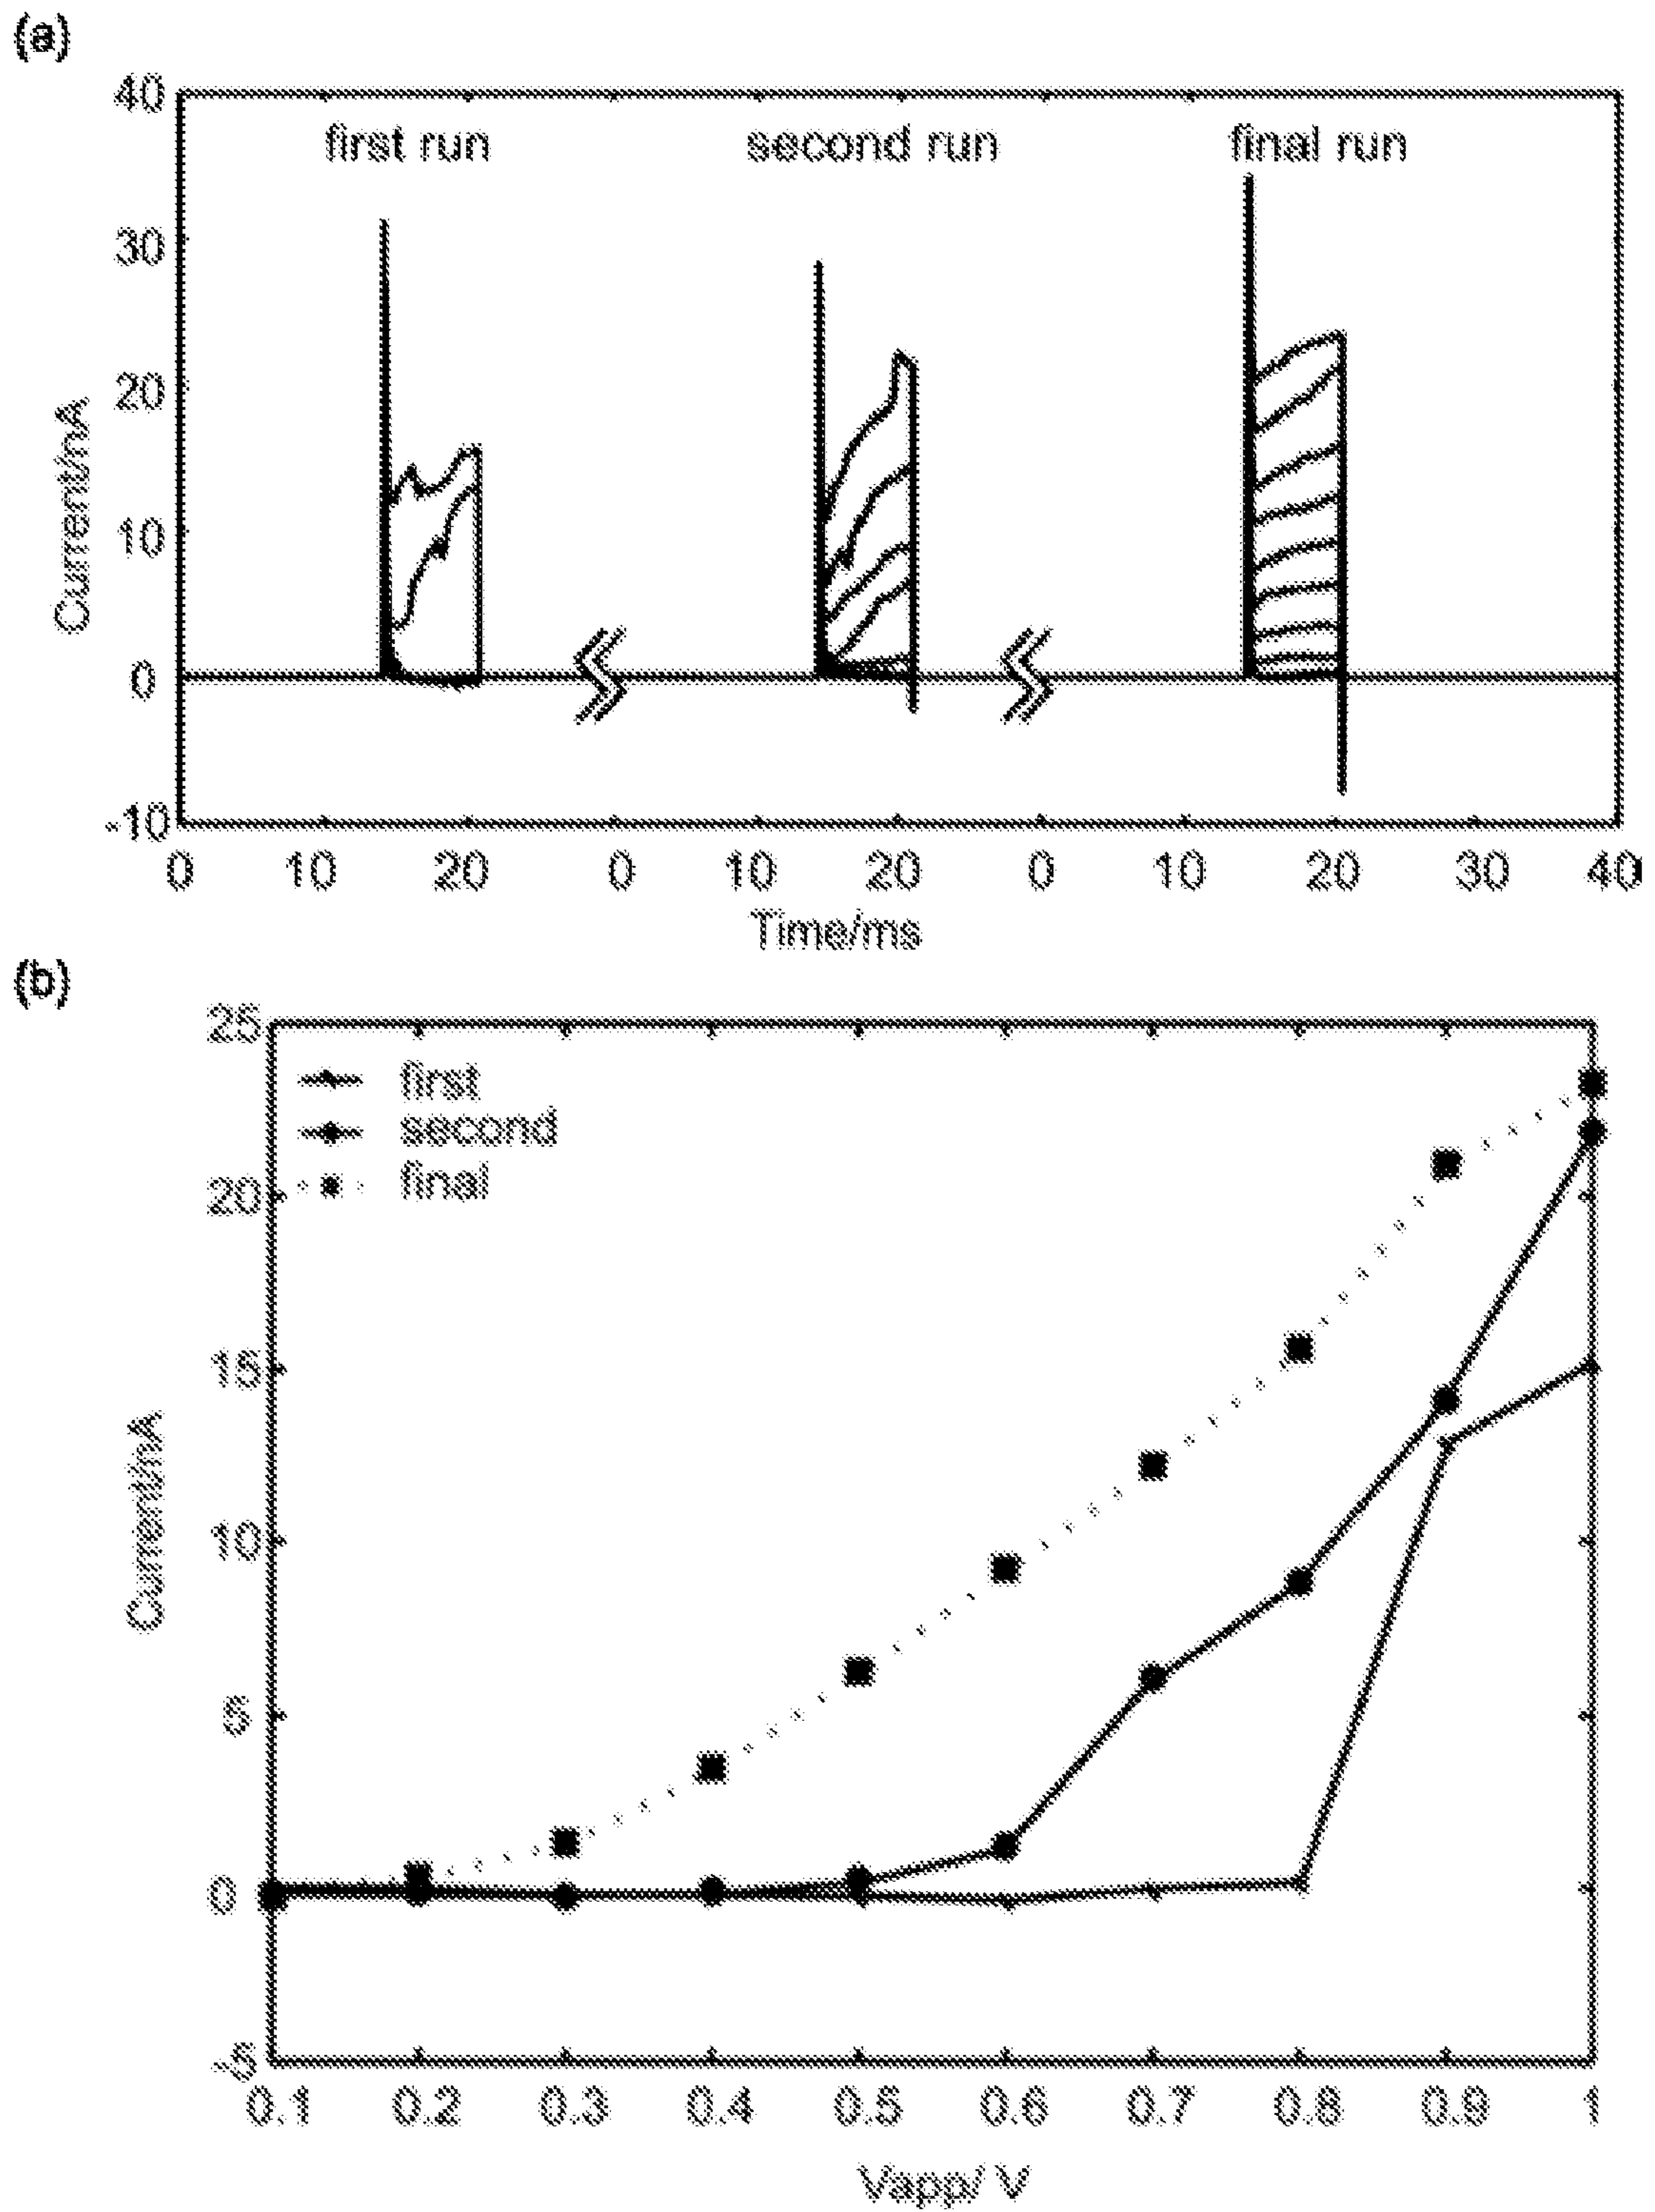 (a)
40
first run second run final run
30
20
10
0
-10
Current/nA
0 10 20 0 10 20 0 10 20 30 40
Time/ms
(b)
25
first
second
final
20
15
10
5
0
-5
Current/nA
0.1 0.2 0.3 0.4 0.5 0.6 0.7 0.8 0.9 1
Vapp/ V